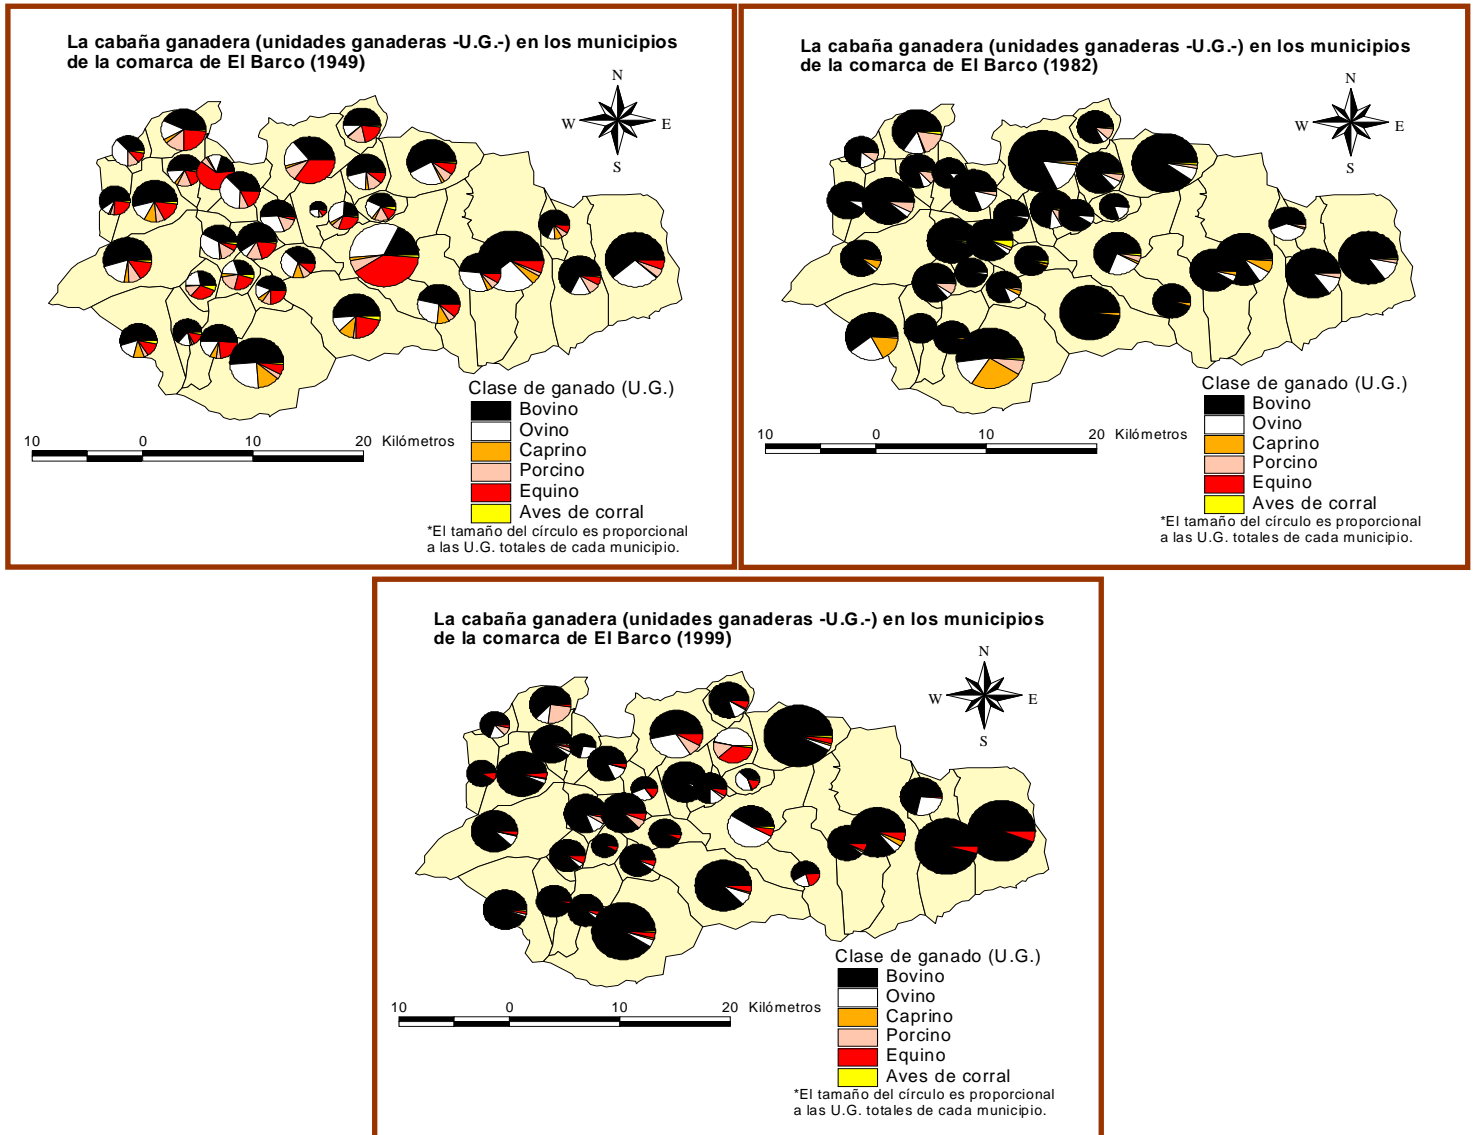 La cabaña ganadera (unidades ganaderas -U.G.-) en los municipios
de la comarca de El Barco (1949)
N
W
E
S
Clase de ganado (U.G.)
Bovino
Ovino
Caprino
Porcino
Equino
Aves de corral
10 0 10 20 Kilómetros
*El tamaño del círculo es proporcional
a las U.G. totales de cada municipio.
La cabaña ganadera (unidades ganaderas -U.G.-) en los municipios
de la comarca de El Barco (1982)
N
W
E
S
Clase de ganado (U.G.)
Bovino
Ovino
Caprino
Porcino
Equino
Aves de corral
10 0 10 20 Kilómetros
*El tamaño del círculo es proporcional
a las U.G. totales de cada municipio.
La cabaña ganadera (unidades ganaderas -U.G.-) en los municipios
de la comarca de El Barco (1999)
N
W
E
S
Clase de ganado (U.G.)
Bovino
Ovino
Caprino
Porcino
Equino
Aves de corral
10 0 10 20 Kilómetros
*El tamaño del círculo es proporcional
a las U.G. totales de cada municipio.